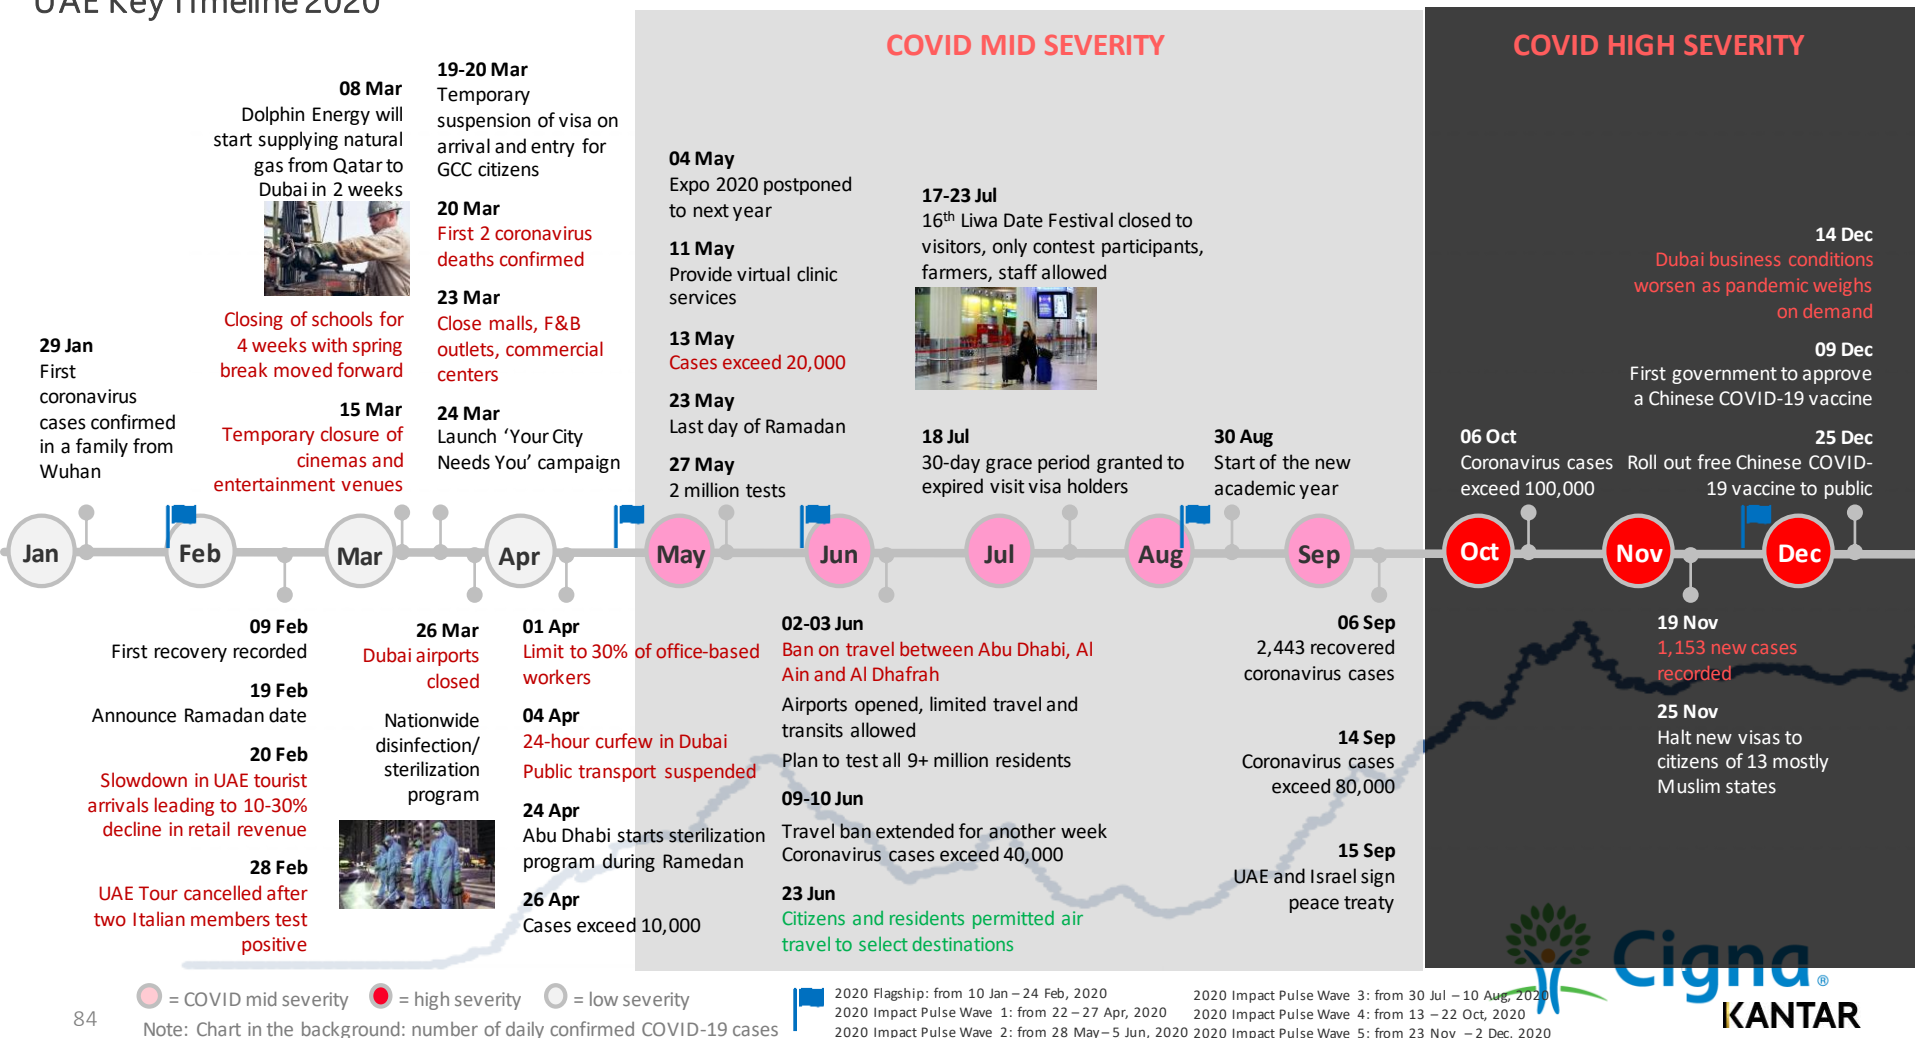 UAE Key Timeline 2020
COVID MID SEVERITY
COVID HIGH SEVERITY
29 Jan
First
coronavirus
cases confirmed
in a family from
Wuhan
08 Mar
Dolphin Energy will
start supplying natural
gas from Qatar to
Dubai in 2 weeks
Closing of schools for
4 weeks with spring
break moved forward
15 Mar
Temporary closure of
cinemas and
entertainment venues
19-20 Mar
Temporary
suspension of visa on
arrival and entry for
GCC citizens
20 Mar
First 2 coronavirus
deaths confirmed
23 Mar
Close malls, F&B
outlets, commercial
centers
24 Mar
Launch ‘Your City
Needs You’ campaign
04 May
Expo 2020 postponed
to next year
11 May
Provide virtual clinic
services
13 May
Cases exceed 20,000
23 May
Last day of Ramadan
27 May
2 million tests
17-23 Jul
16th Liwa Date Festival closed to
visitors, only contest participants,
farmers, staff allowed
18 Jul
30-day grace period granted to
expired visit visa holders
30 Aug
Start of the new
academic year
06 Oct
Coronavirus cases
exceed 100,000
14 Dec
Dubai business conditions
worsen as pandemic weighs
on demand
09 Dec
First government to approve
a Chinese COVID-19 vaccine
25 Dec
Roll out free Chinese COVID-
19 vaccine to public
Jan
Feb
Mar
Apr
May
Jun
Jul
Aug
Sep
Oct
Nov
Dec
09 Feb
First recovery recorded
19 Feb
Announce Ramadan date
20 Feb
Slowdown in UAE tourist
arrivals leading to 10-30%
decline in retail revenue
28 Feb
UAE Tour cancelled after
two Italian members test
positive
26 Mar
Dubai airports
closed
Nationwide
disinfection/
sterilization
program
01 Apr
Limit to 30% of office-based
workers
04 Apr
24-hour curfew in Dubai
Public transport suspended
24 Apr
Abu Dhabi starts sterilization
program during Ramedan
26 Apr
Cases exceed 10,000
02-03 Jun
Ban on travel between Abu Dhabi, Al
Ain and Al Dhafrah
Airports opened, limited travel and
transits allowed
Plan to test all 9+ million residents
09-10 Jun
Travel ban extended for another week
Coronavirus cases exceed 40,000
23 Jun
Citizens and residents permitted air
travel to select destinations
06 Sep
2,443 recovered
coronavirus cases
14 Sep
Coronavirus cases
exceed 80,000
15 Sep
UAE and Israel sign
peace treaty
19 Nov
1,153 new cases
recorded
25 Nov
Halt new visas to
citizens of 13 mostly
Muslim states
Cigna ®
KANTAR
= COVID mid severity = high severity = low severity
84
Note: Chart in the background: number of daily confirmed COVID-19 cases
2020 Flagship: from 10 Jan – 24 Feb, 2020
2020 Impact Pulse Wave 1: from 22 – 27 Apr, 2020
2020 Impact Pulse Wave 2: from 28 May – 5 Jun, 2020
2020 Impact Pulse Wave 3: from 30 Jul – 10 Aug, 2020
2020 Impact Pulse Wave 4: from 13 – 22 Oct, 2020
2020 Impact Pulse Wave 5: from 23 Nov – 2 Dec, 2020